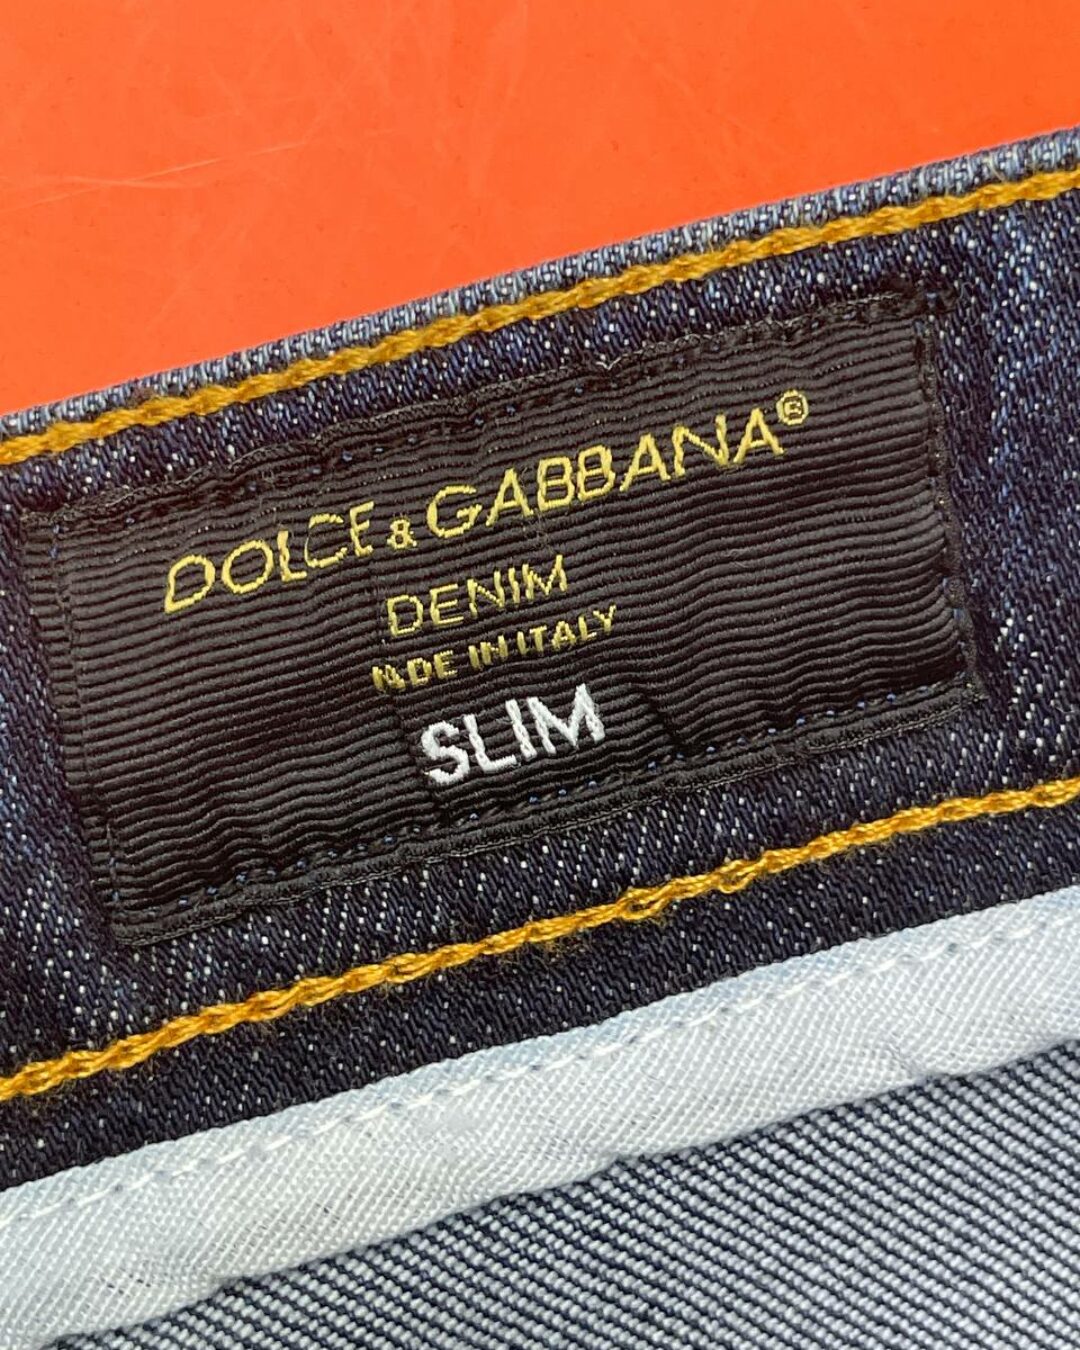 DOLCE & GABBANA®
DENIM
MADE IN ITALY
SLIM